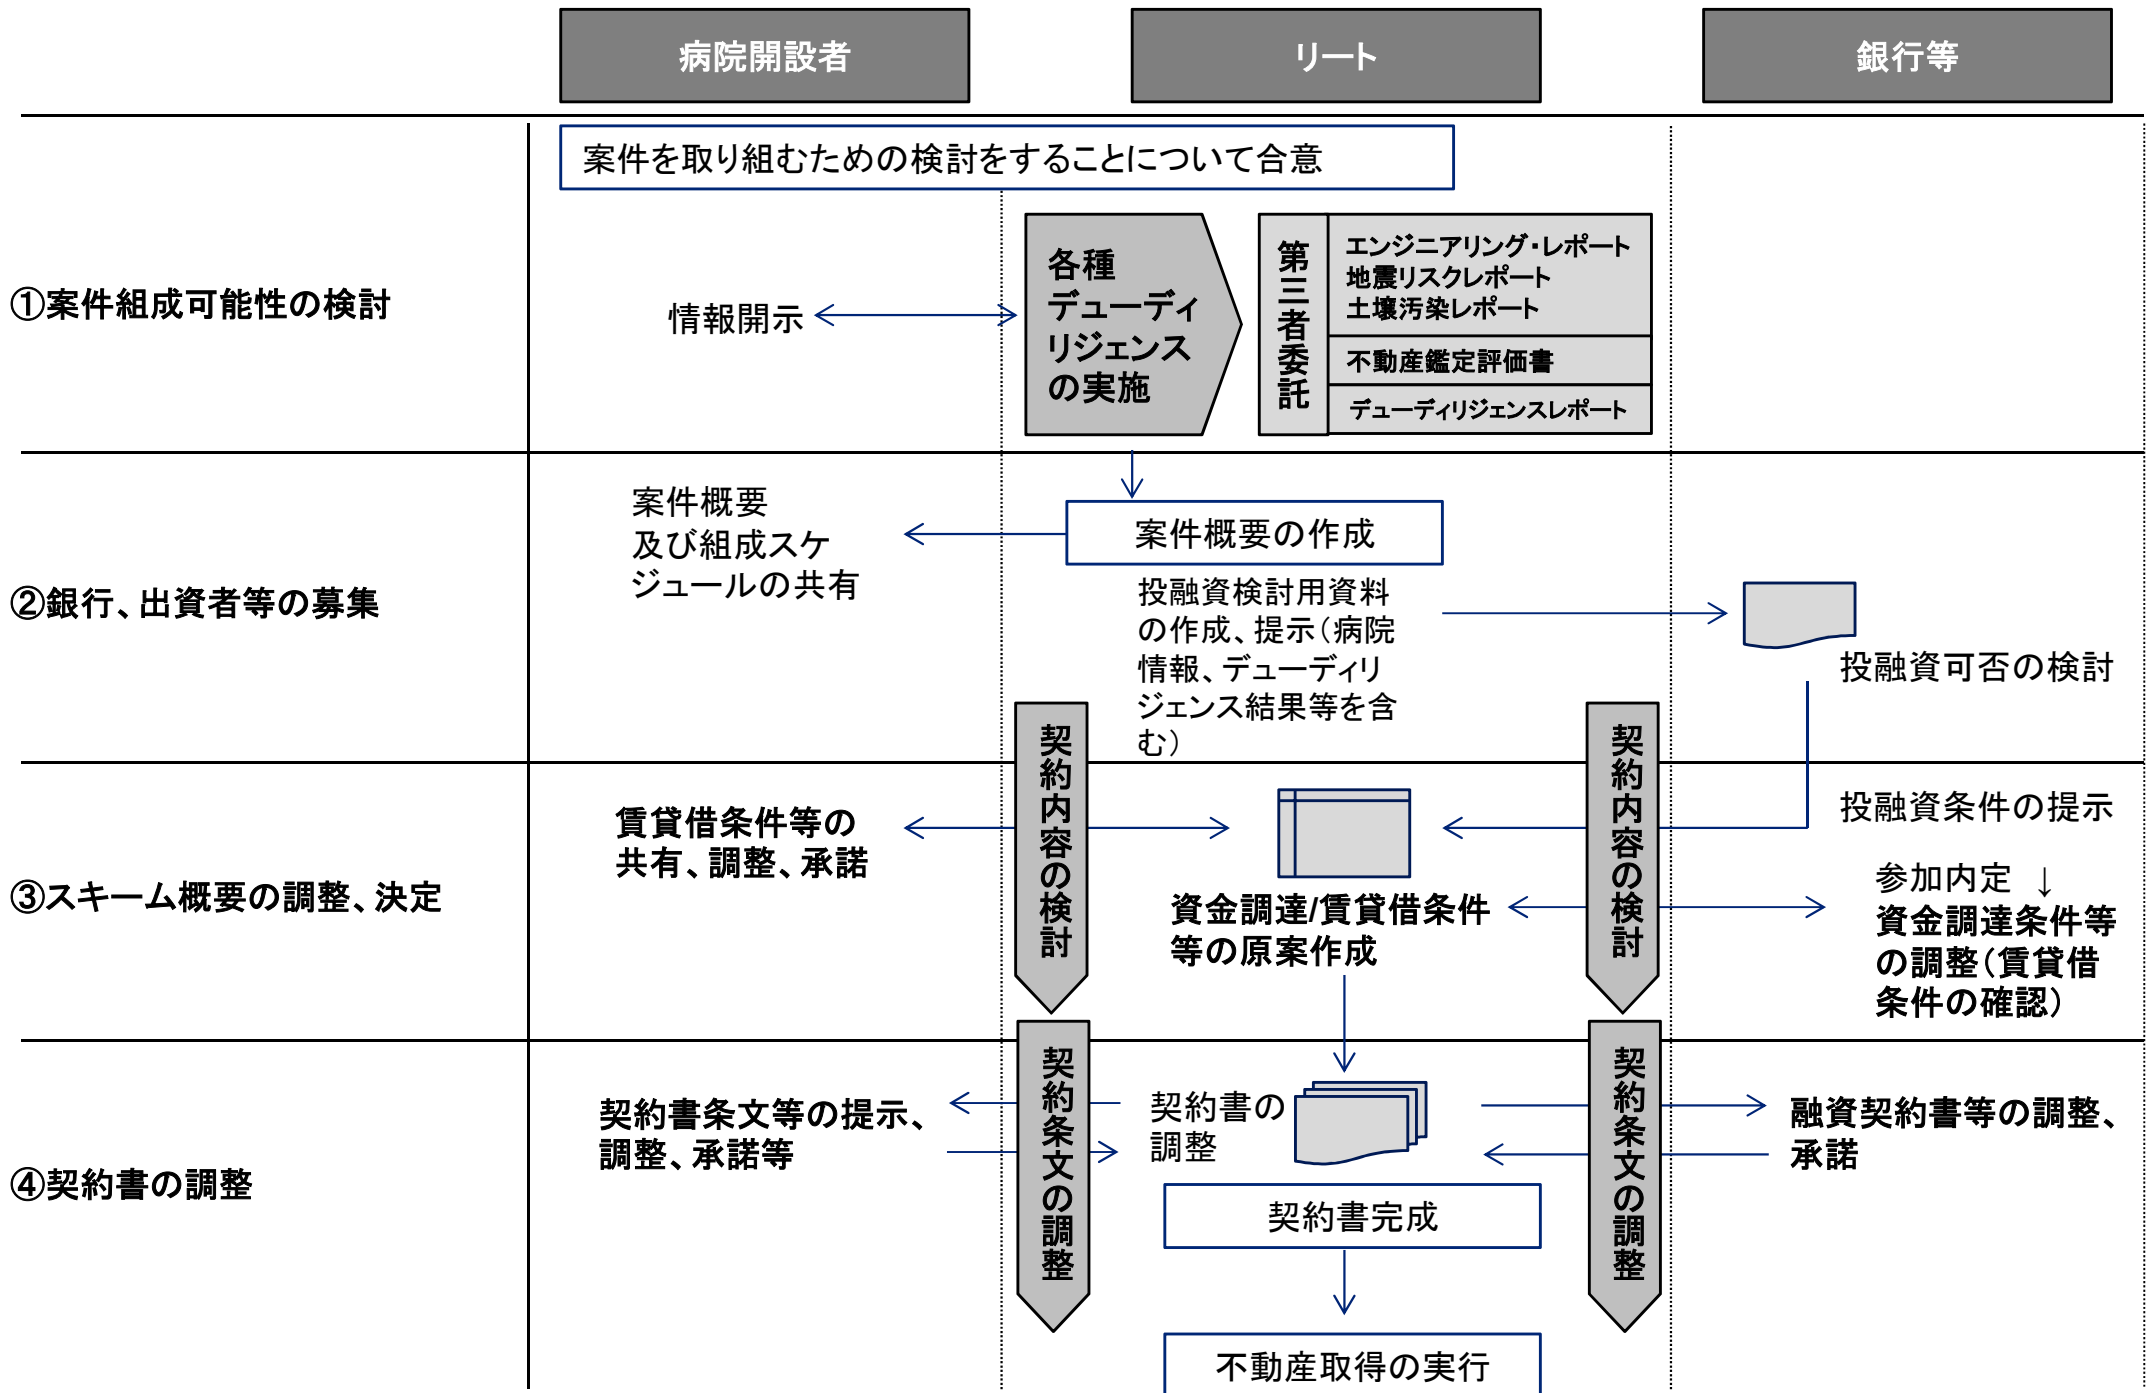 病院開設者
リート
銀行等
案件を取り組むための検討をすることについて合意
①案件組成可能性の検討
情報開示
各種
デューディ
リジェンス
の実施
第三者委託
エンジニアリング・レポート
地震リスクレポート
土壌汚染レポート
不動産鑑定評価書
デューディリジェンスレポート
②銀行、出資者等の募集
案件概要
及び組成スケ
ジュールの共有
案件概要の作成
投融資検討用資料
の作成、提示（病院
情報、デューディリ
ジェンス結果等を含
む）
投融資可否の検討
契約内容の検討
契約内容の検討
③スキーム概要の調整、決定
賃貸借条件等の
共有、調整、承諾
資金調達/賃貸借条件
等の原案作成
投融資条件の提示
参加内定 ↓
資金調達条件等
の調整（賃貸借
条件の確認）
④契約書の調整
契約書条文等の提示、
調整、承諾等
契約条文の調整
契約書の
調整
契約条文の調整
融資契約書等の調整、
承諾
契約書完成
不動産取得の実行